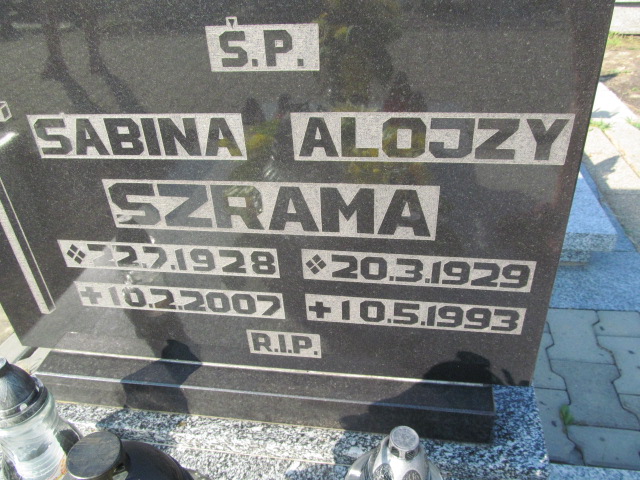 Ś.P.
SABINA ALOJZY
SZRAMA
22.7.1928 20.3.1929
+10.2.2007 +10.5.1993
R.I.P.